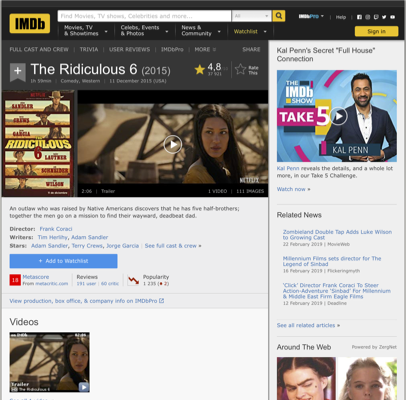 IMDb
Find Movies, TV shows, Celebrities and more...
All
Movies, TV
& Showtimes
Celebs, Events
& Photos
News &
Community
Watchlist
IMDbPro
Help
Sign in
FULL CAST AND CREW | TRIVIA | USER REVIEWS | IMDbPro | MORE
SHARE
The Ridiculous 6 (2015)
4,8
Rate
This
1h 59min | Comedy, Western | 11 December 2015 (USA)
SANDLER
CREWS
GARCIA
RIDICULOUS
6
LAUTNER
SCHNEIDER
WILSON
NETFLIX
2:06 | Trailer
1 VIDEO | 111 IMAGES
An outlaw who was raised by Native Americans discovers that he has five half-brothers;
together the men go on a mission to find their wayward, deadbeat dad.
Director: Frank Coraci
Writers: Tim Herlihy, Adam Sandler
Stars: Adam Sandler, Terry Crews, Jorge Garcia | See full cast & crew »
+ Add to Watchlist
18
Metascore
From metacritic.com
Reviews
191 user | 60 critic
Popularity
1 235
View production, box office, & company info on IMDbPro
Videos
Trailer
The Ridiculous 6
Kal Penn's Secret "Full House"
Connection
THE
IMDb
SHOW
TAKE 5
KAL PENN
Kal Penn reveals the details, and a whole lot
more, in our Take 5 Challenge.
Watch now »
Related News
Zombieland Double Tap Adds Luke Wilson
to Growing Cast
22 February 2019 | MovieWeb
Millennium Films sets director for The
Legend of Sinbad
16 February 2019 | Flickeringmyth
'Click' Director Frank Coraci To Steer
Action-Adventure 'Sinbad' For Millennium
& Middle East Firm Eagle Films
12 February 2019 | Deadline
See all related articles »
Around The Web
Powered by ZergNet